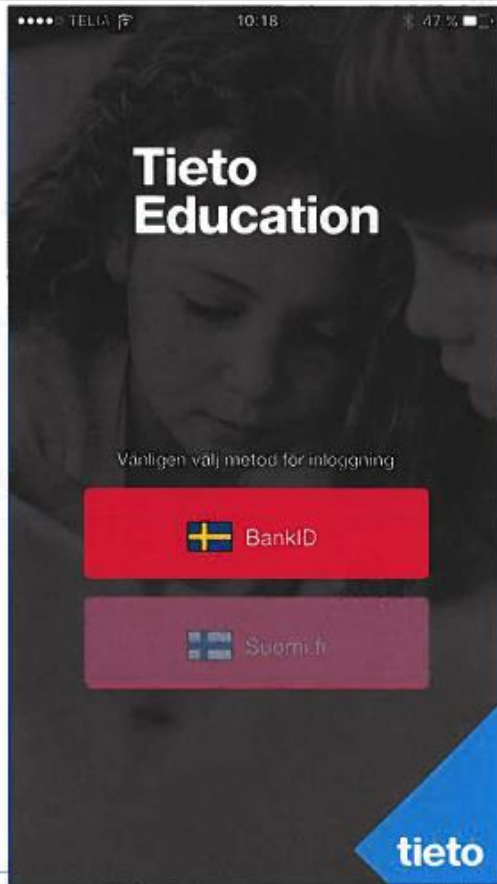 TELIA 10:18 47 %
Tieto
Education
Vänligen välj metod för inloggning
BankID
Suomi.fi
tieto